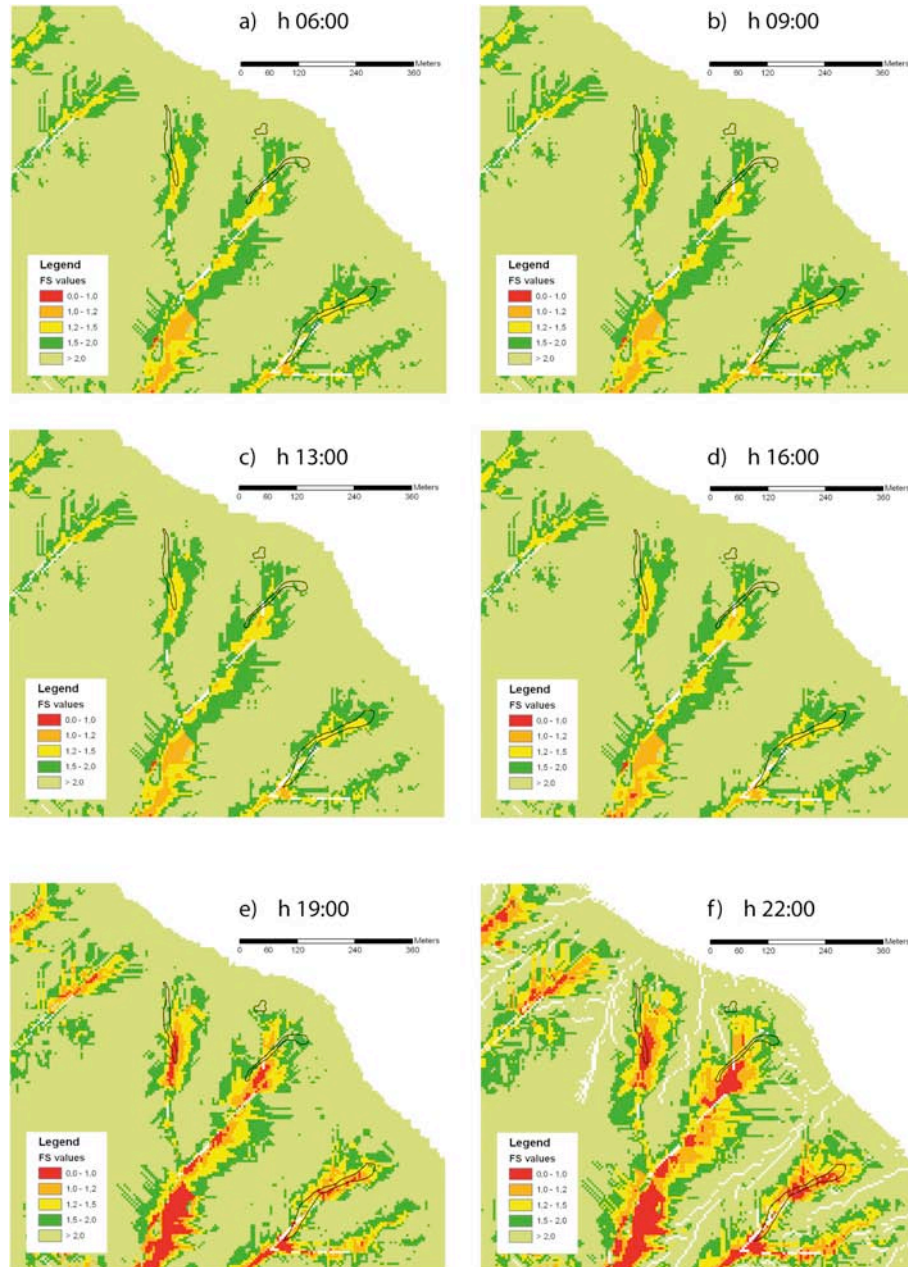 a) h 06:00
Meters
0 60 120 240 360
Legend
FS values
0,0 - 1,0
1,0 - 1,2
1,2 - 1,5
1,5 - 2,0
> 2,0
b) h 09:00
Meters
0 60 120 240 360
Legend
FS values
0,0 - 1,0
1,0 - 1,2
1,2 - 1,5
1,5 - 2,0
> 2,0
c) h 13:00
Meters
0 60 120 240 360
Legend
FS values
0,0 - 1,0
1,0 - 1,2
1,2 - 1,5
1,5 - 2,0
> 2,0
d) h 16:00
Meters
0 60 120 240 360
Legend
FS values
0,0 - 1,0
1,0 - 1,2
1,2 - 1,5
1,5 - 2,0
> 2,0
e) h 19:00
Meters
0 60 120 240 360
Legend
FS values
0,0 - 1,0
1,0 - 1,2
1,2 - 1,5
1,5 - 2,0
> 2,0
f) h 22:00
Meters
0 60 120 240 360
Legend
FS values
0,0 - 1,0
1,0 - 1,2
1,2 - 1,5
1,5 - 2,0
> 2,0